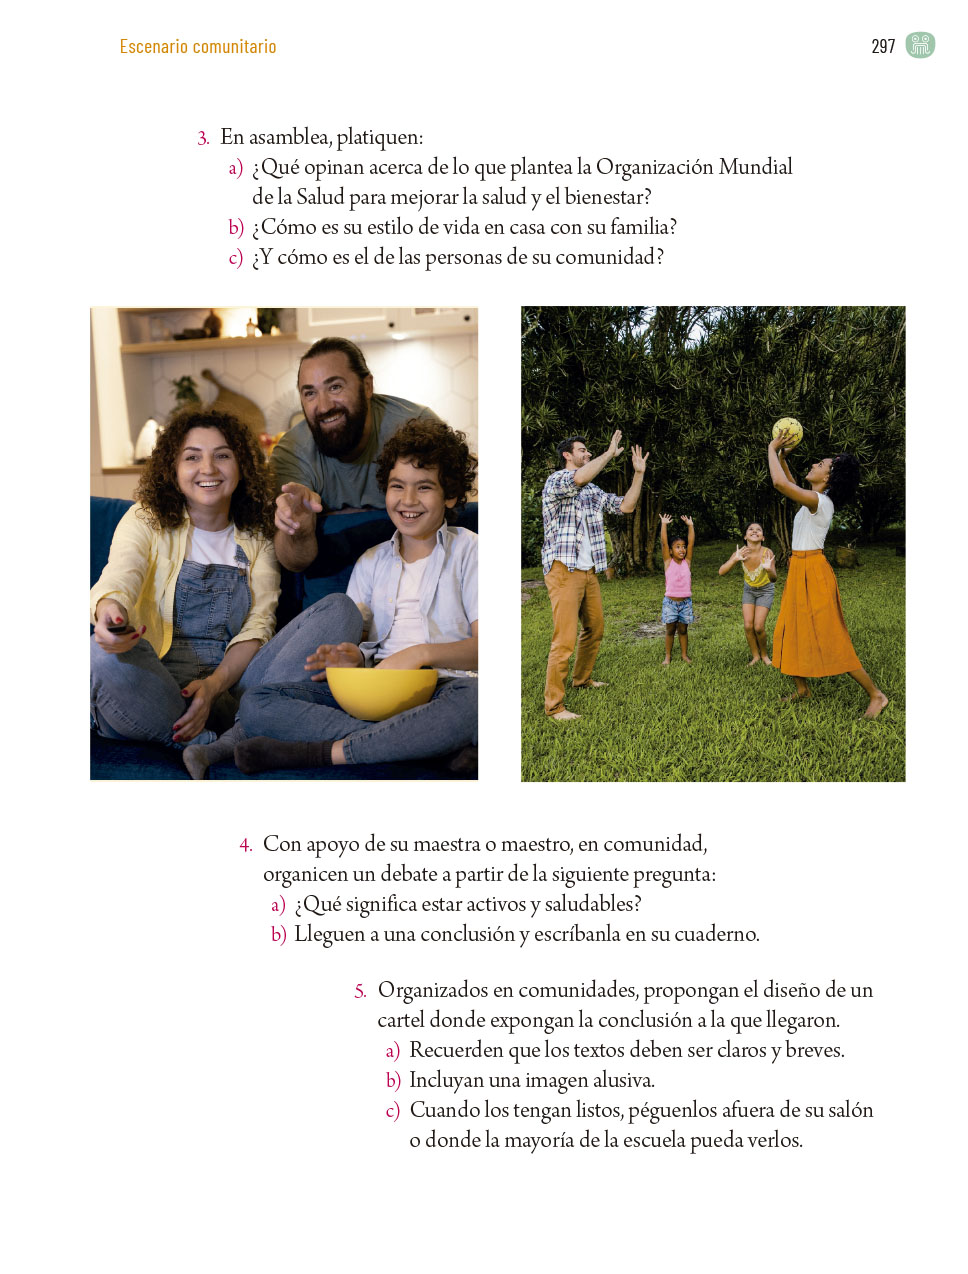 Escenario comunitario
297
3. En asamblea, platiquen:
a) ¿Qué opinan acerca de lo que plantea la Organización Mundial
de la Salud para mejorar la salud y el bienestar?
b) ¿Cómo es su estilo de vida en casa con su familia?
c) ¿Y cómo es el de las personas de su comunidad?
4. Con apoyo de su maestra o maestro, en comunidad,
organicen un debate a partir de la siguiente pregunta:
a) ¿Qué significa estar activos y saludables?
b) Lleguen a una conclusión y escríbanla en su cuaderno.
5. Organizados en comunidades, propongan el diseño de un
cartel donde expongan la conclusión a la que llegaron.
a) Recuerden que los textos deben ser claros y breves.
b) Incluyan una imagen alusiva.
c) Cuando los tengan listos, péguenlos afuera de su salón
o donde la mayoría de la escuela pueda verlos.